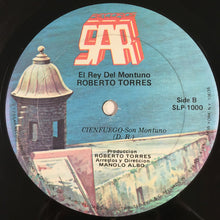 SAR
El Rey Del Montuno
ROBERTO TORRES
Side B
SLP-1000
CIENFUEGO-Son Montuno
(D. R.)
Produccion
ROBERTO TORRES
Arreglos y Direccion
MANOLO ALBO